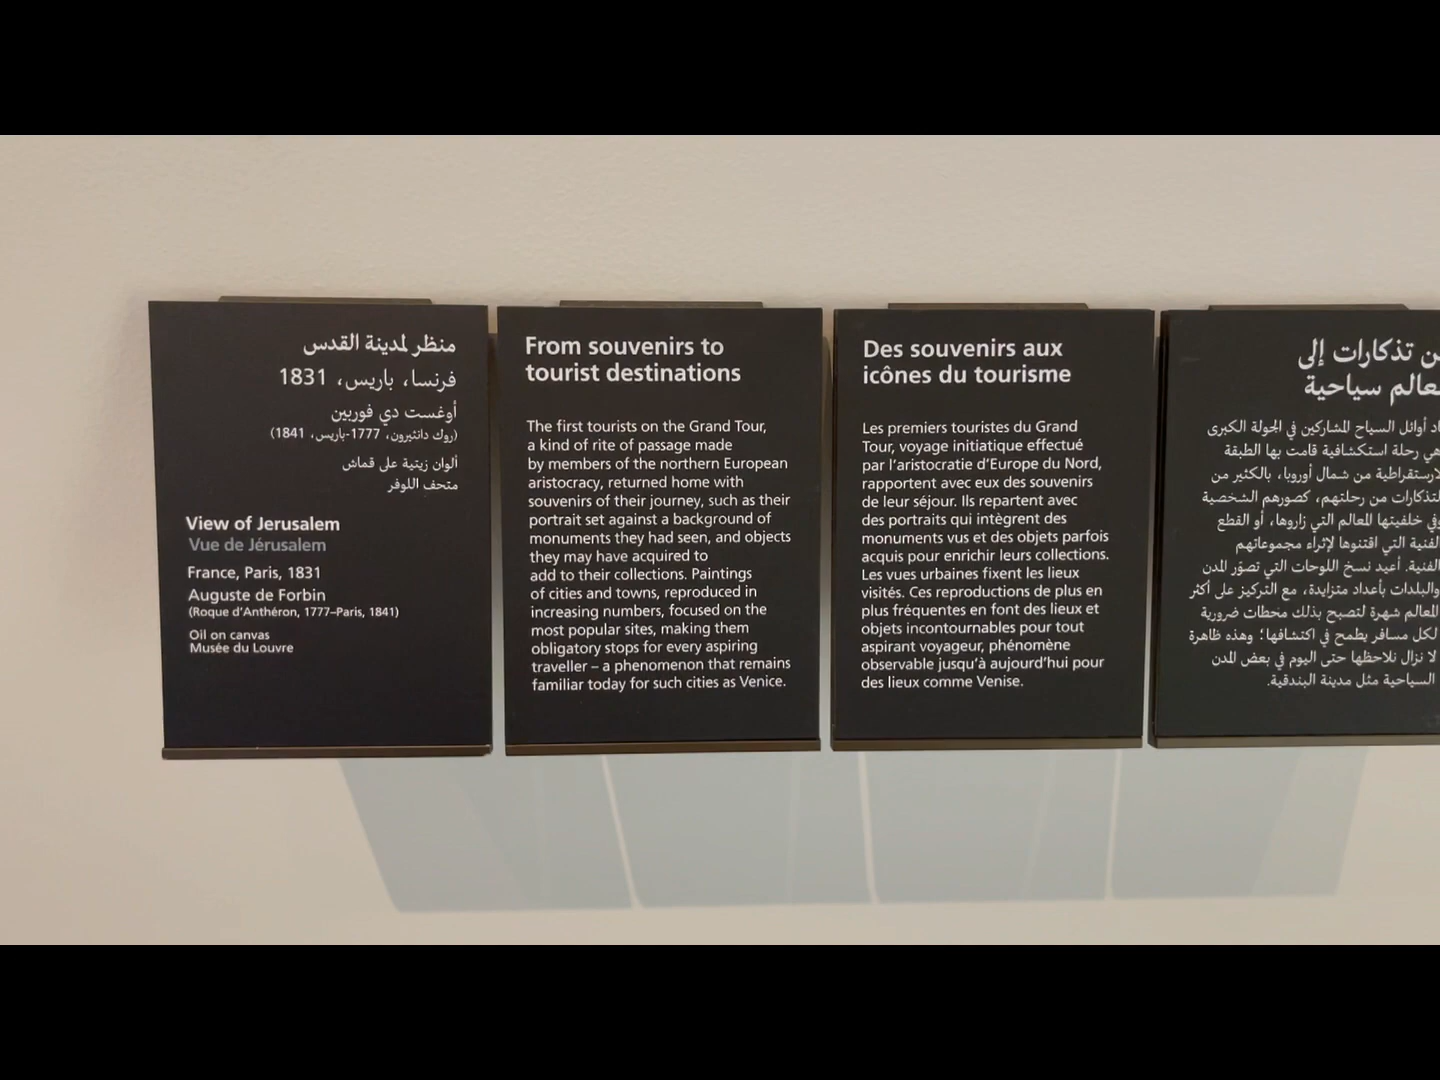 منظر لمدينة القدس
فرنسا، باريس، 1831
أوغست دي فوربين
(روك دانثيرون، 1777-باريس، 1841)
ألوان زيتية على قماش
متحف اللوفر
View of Jerusalem
Vue de Jérusalem
France, Paris, 1831
Auguste de Forbin
(Roque d’Anthéron, 1777–Paris, 1841)
Oil on canvas
Musée du Louvre
From souvenirs to
tourist destinations
The first tourists on the Grand Tour,
a kind of rite of passage made
by members of the northern European
aristocracy, returned home with
souvenirs of their journey, such as their
portrait set against a background of
monuments they had seen, and objects
they may have acquired to
add to their collections. Paintings
of cities and towns, reproduced in
increasing numbers, focused on the
most popular sites, making them
obligatory stops for every aspiring
traveller – a phenomenon that remains
familiar today for such cities as Venice.
Des souvenirs aux
icônes du tourisme
Les premiers touristes du Grand
Tour, voyage initiatique effectué
par l’aristocratie d’Europe du Nord,
rapportent avec eux des souvenirs
de leur séjour. Ils repartent avec
des portraits qui intègrent des
monuments vus et des objets parfois
acquis pour enrichir leurs collections.
Les vues urbaines fixent les lieux
visités. Ces reproductions de plus en
plus fréquentes en font des lieux et
objets incontournables pour tout
aspirant voyageur, phénomène
observable jusqu’à aujourd’hui pour
des lieux comme Venise.
تذكارات إلى
سياحية
أوائل السياح المشاركين في الجولة الكبرى
رحلة استكشافية قامت بها الطبقة
من شمال أوروبا، بالكثير من
من رحلتهم، كصورهم الشخصية
خلفيتها المعالم التي زاروها، أو القطع
التي اقتنوها لإثراء مجموعاتهم
أعيد نسخ اللوحات التي تصوّر المدن
والبلدات بأعداد متزايدة، مع التركيز على أكثر
المعالم شهرة لتصبح بذلك محطات ضرورية
لكل مسافر يطمح في اكتشافها؛ وهذه ظاهرة
لا نزال نلاحظها حتى اليوم في بعض المدن
السياحية مثل مدينة البندقية.